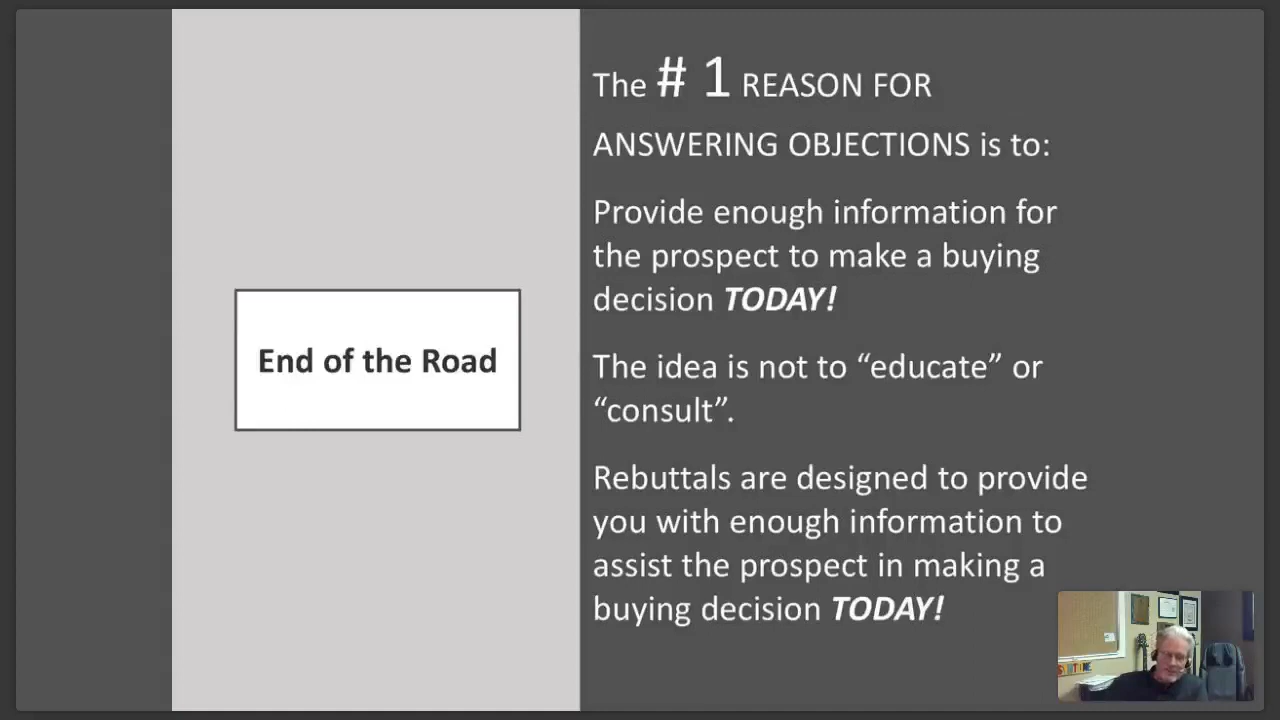 End of the Road
The # 1 REASON FOR
ANSWERING OBJECTIONS is to:
Provide enough information for
the prospect to make a buying
decision TODAY!
The idea is not to “educate” or
“consult”.
Rebuttals are designed to provide
you with enough information to
assist the prospect in making a
buying decision TODAY!